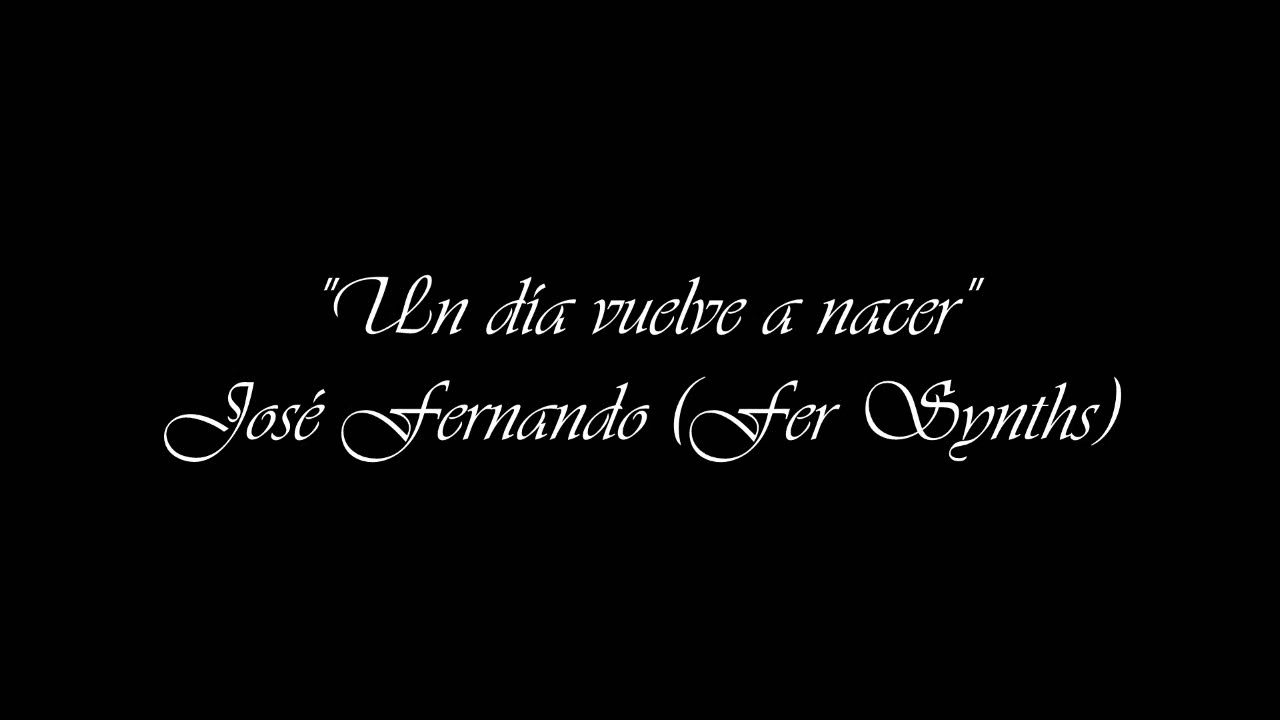 "Un día vuelve a nacer"
José Fernando (Fer Synths)